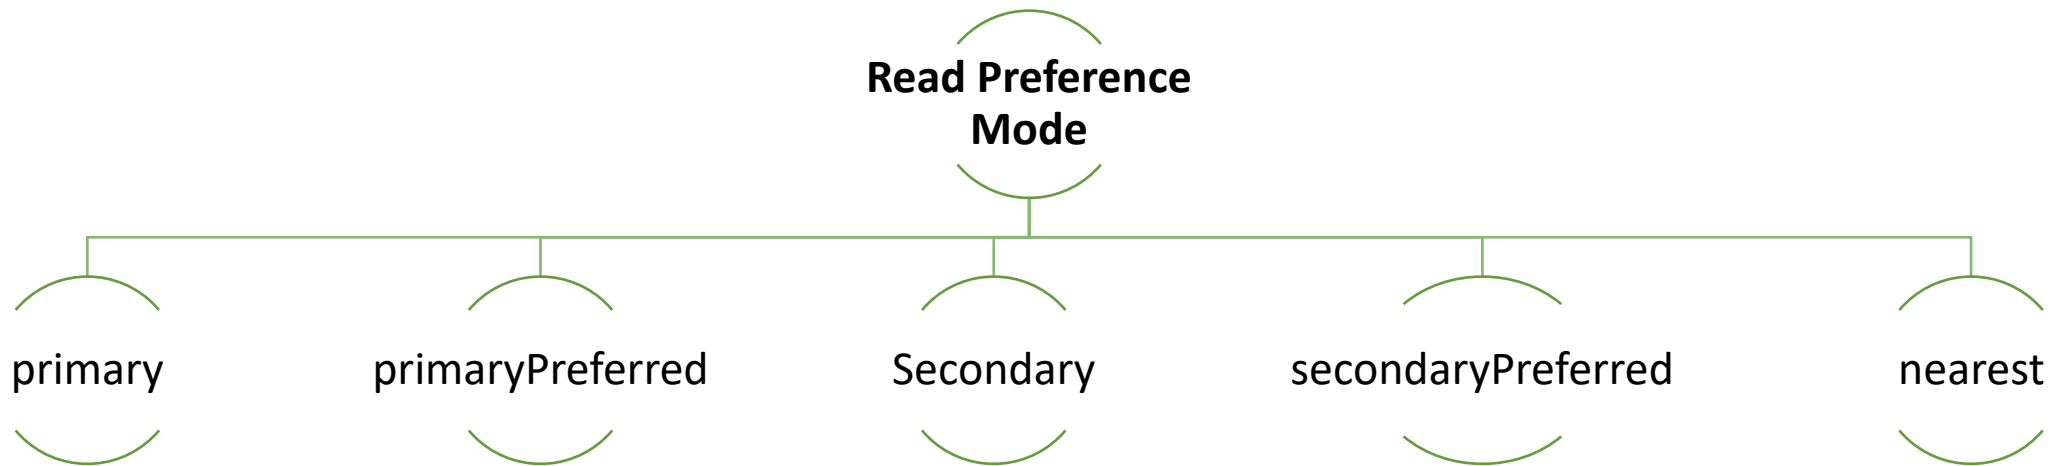 Read Preference
Mode
primary
primaryPreferred
Secondary
secondaryPreferred
nearest